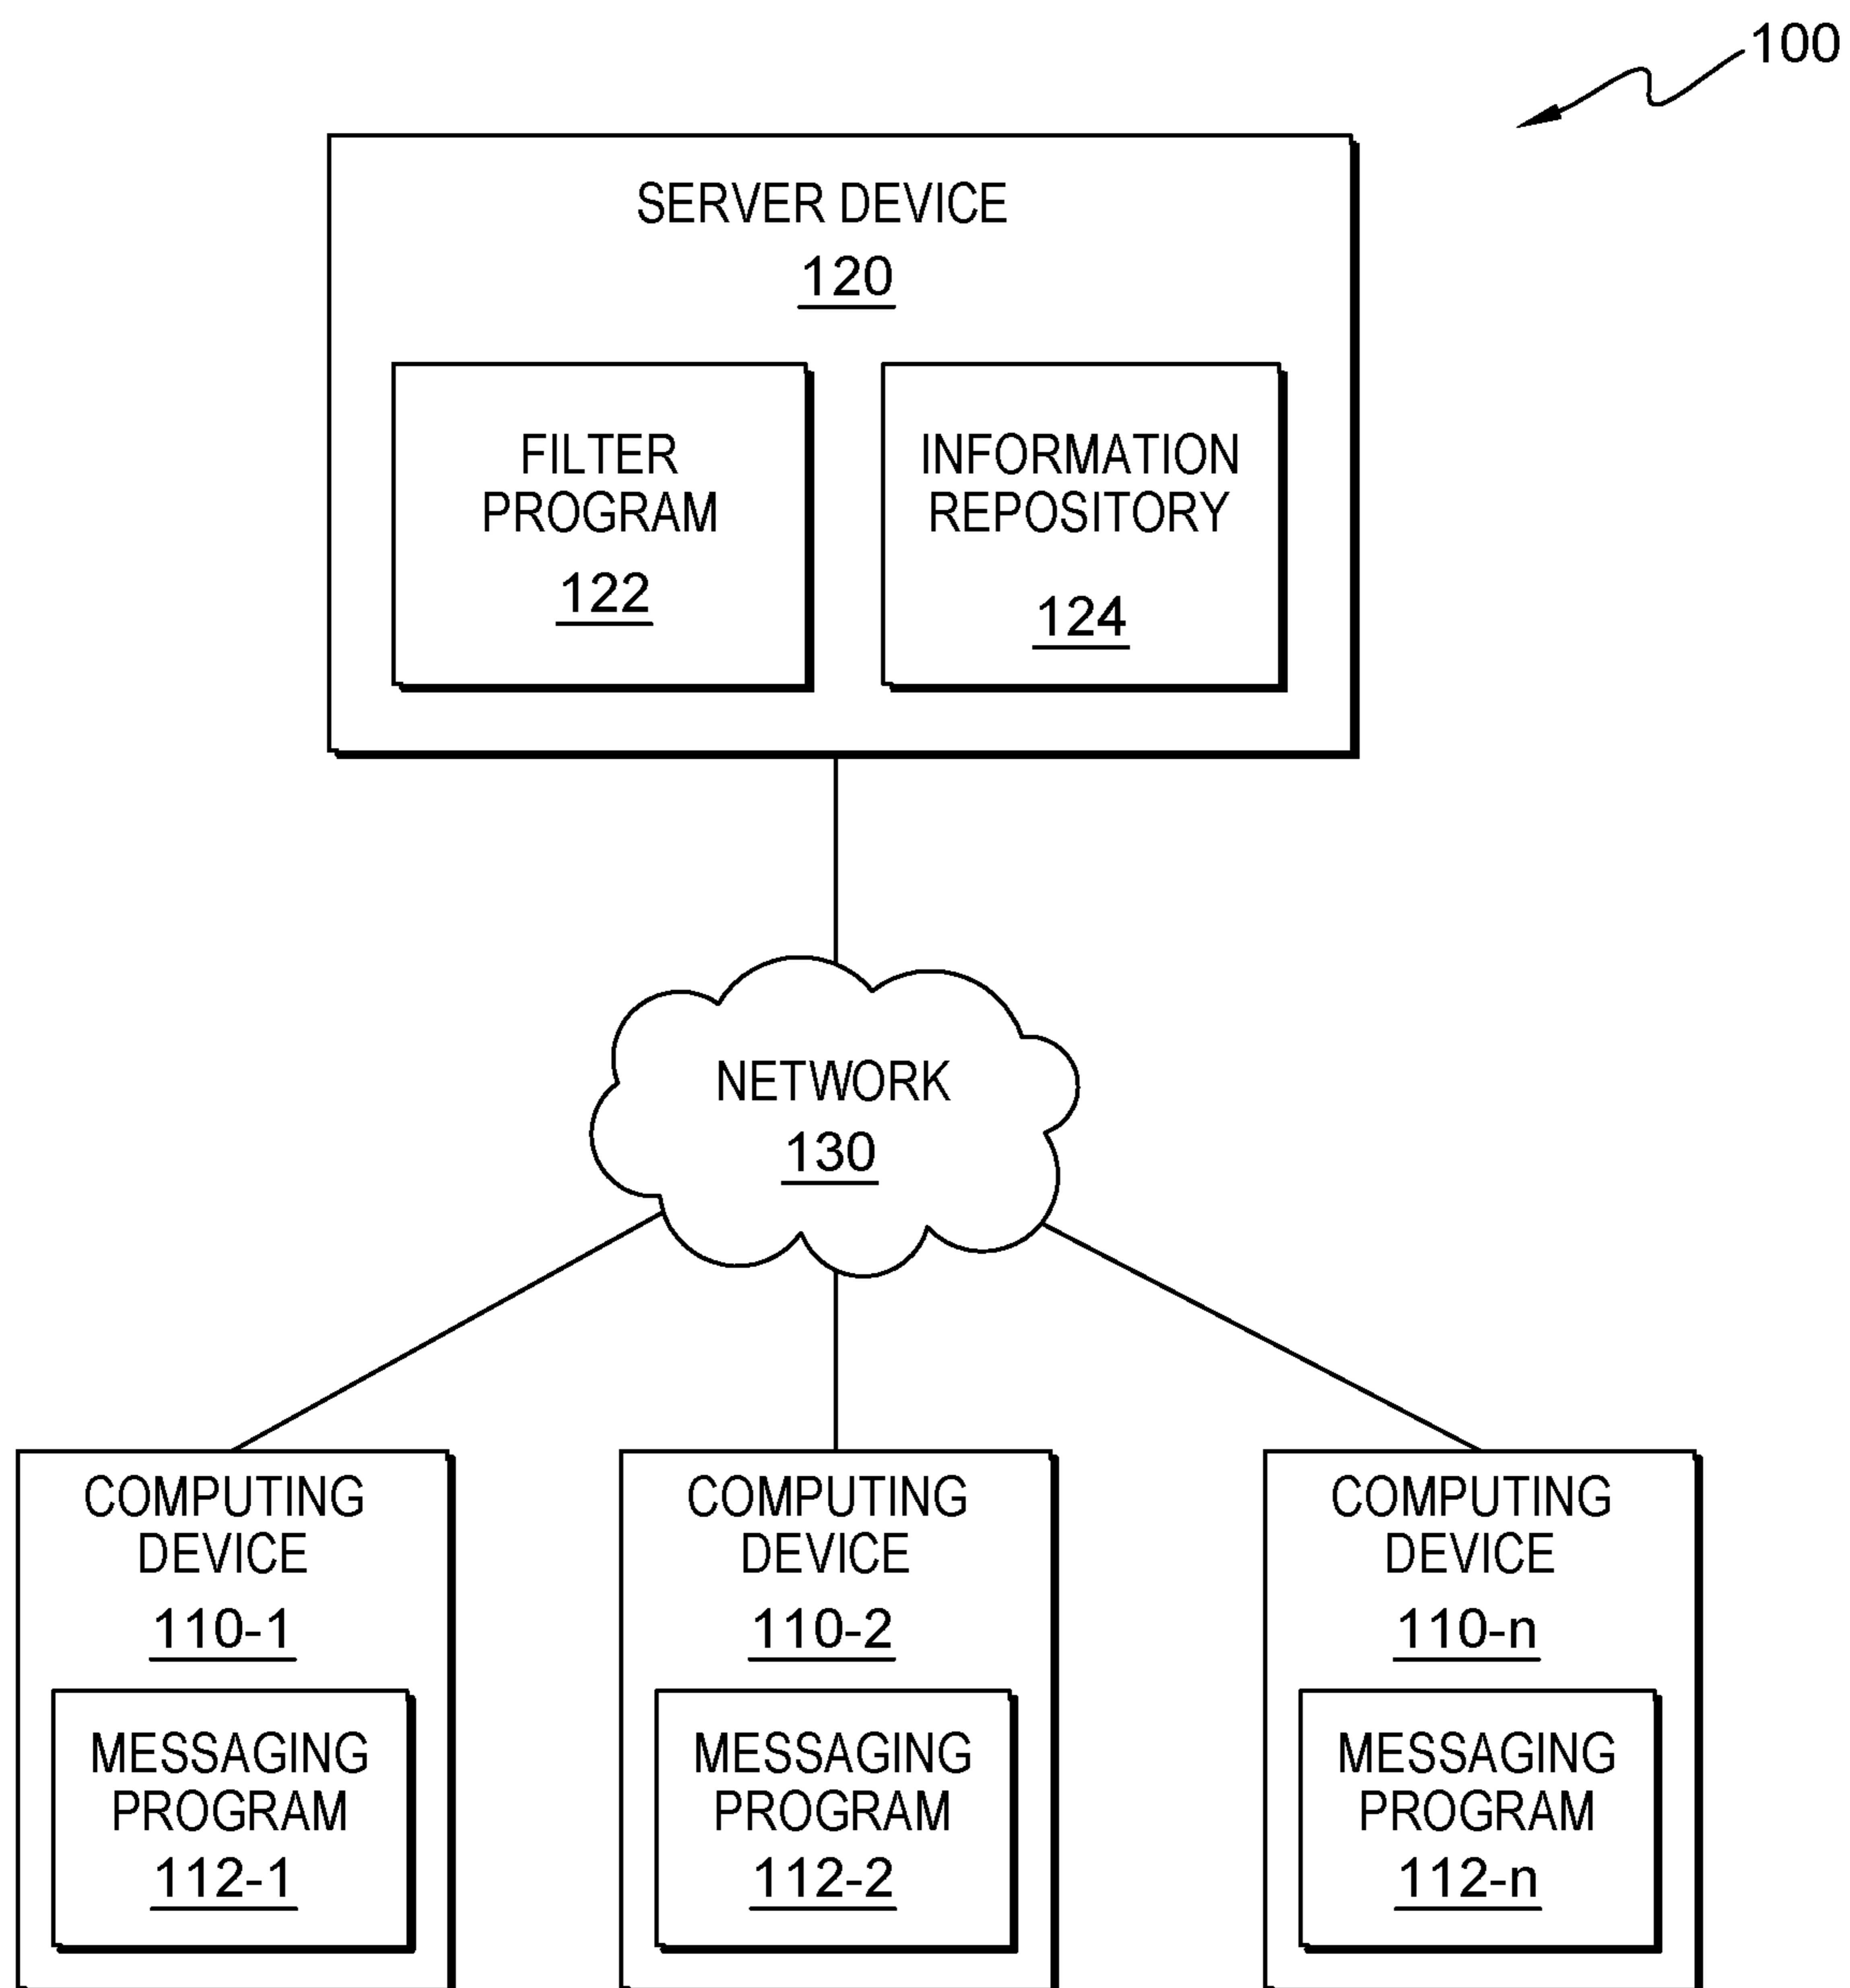 100
SERVER DEVICE
120
FILTER
PROGRAM
122
INFORMATION
REPOSITORY
124
NETWORK
130
COMPUTING
DEVICE
110-1
MESSAGING
PROGRAM
112-1
COMPUTING
DEVICE
110-2
MESSAGING
PROGRAM
112-2
COMPUTING
DEVICE
110-n
MESSAGING
PROGRAM
112-n